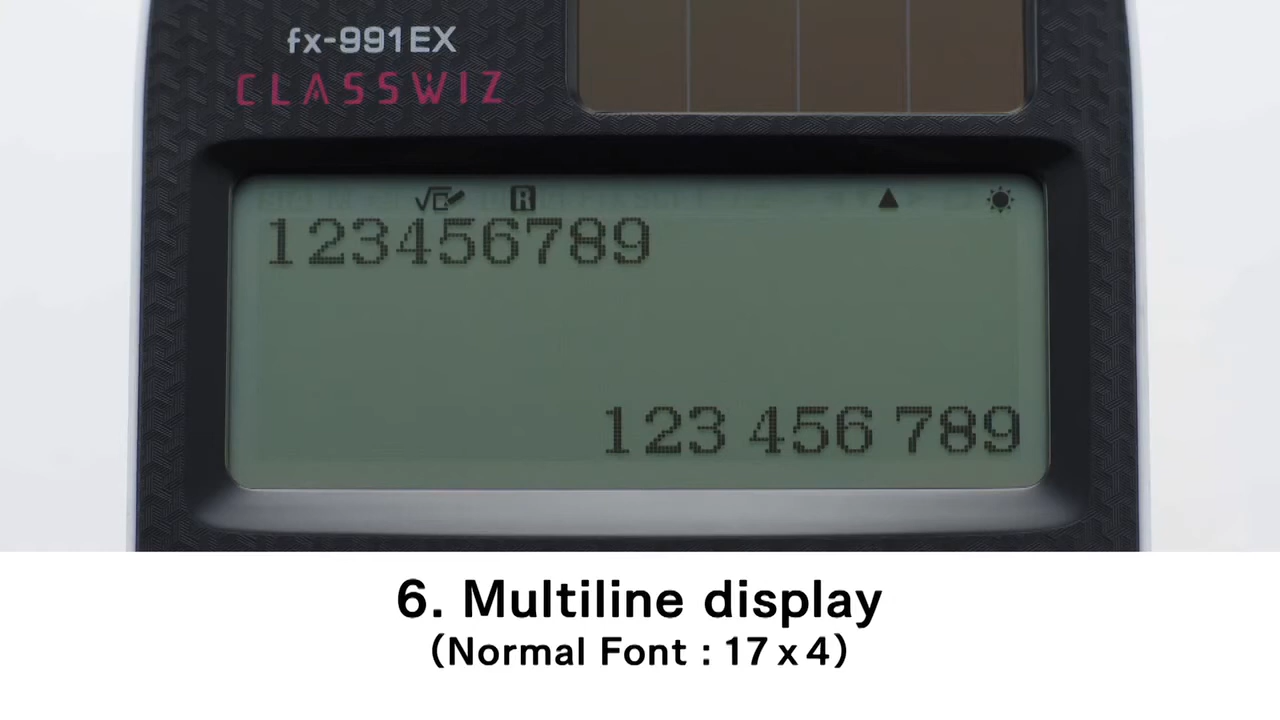 fx-991EX
CLASSWIZ
√ R ▲
123456789
123 456 789
6. Multiline display
(Normal Font : 17 x 4)